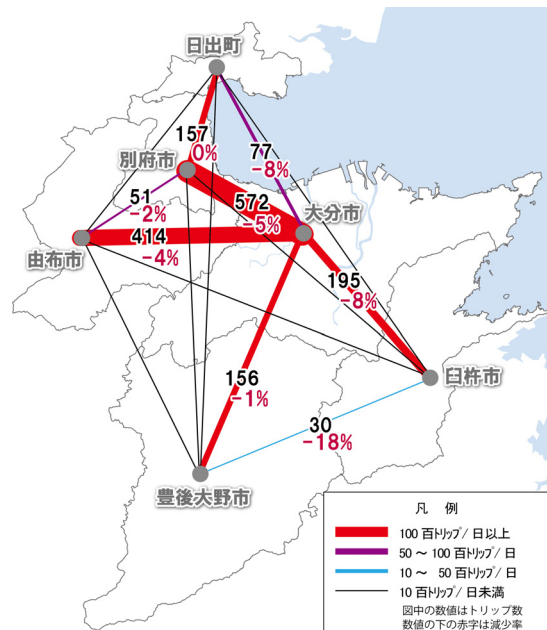 日出町
157
0%
77
-8%
別府市
51
-2%
572
-5%
大分市
414
-4%
由布市
195
-8%
156
-1%
臼杵市
30
-18%
豊後大野市
凡 例
100 百トリップ/日以上
50 ~ 100 百トリップ/日
10 ~ 50 百トリップ/日
10 百トリップ/日未満
図中の数値はトリップ数
数値の下の赤字は減少率